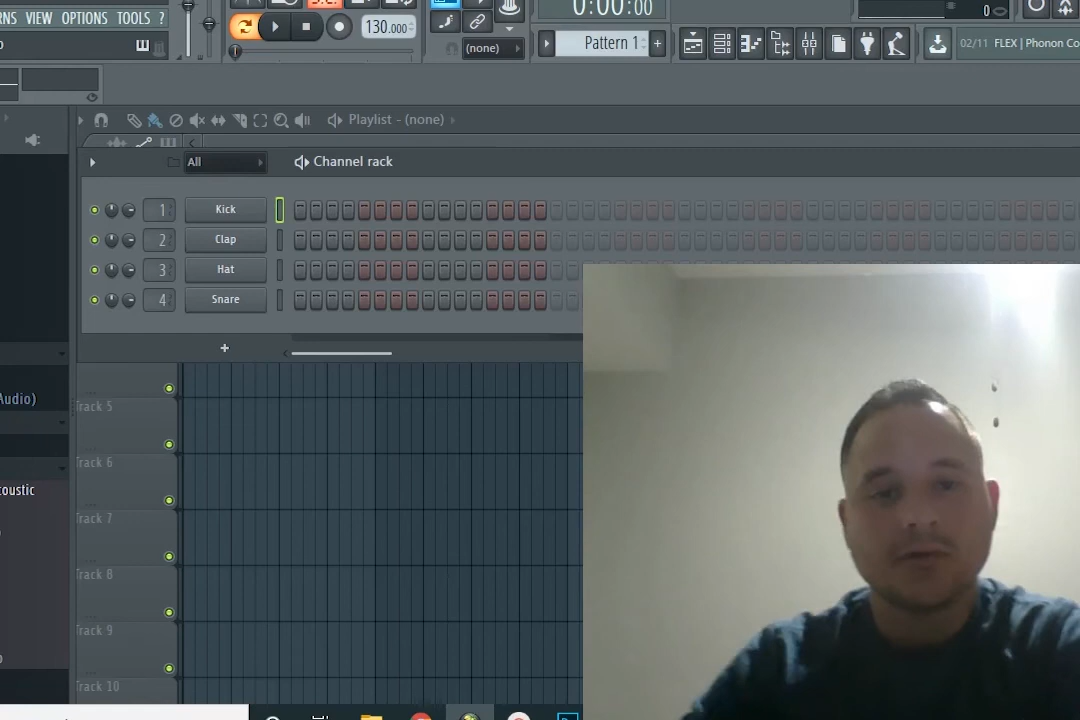 RNS VIEW OPTIONS TOOLS ?
0:00:00
0
130.000
(none)
Pattern 1
+
02/11 FLEX | Phonon Co
Playlist - (none)
All
Channel rack
1 Kick
2 Clap
3 Hat
4 Snare
+
Audio)
Track 5
Track 6
coustic
Track 7
Track 8
Track 9
Track 10